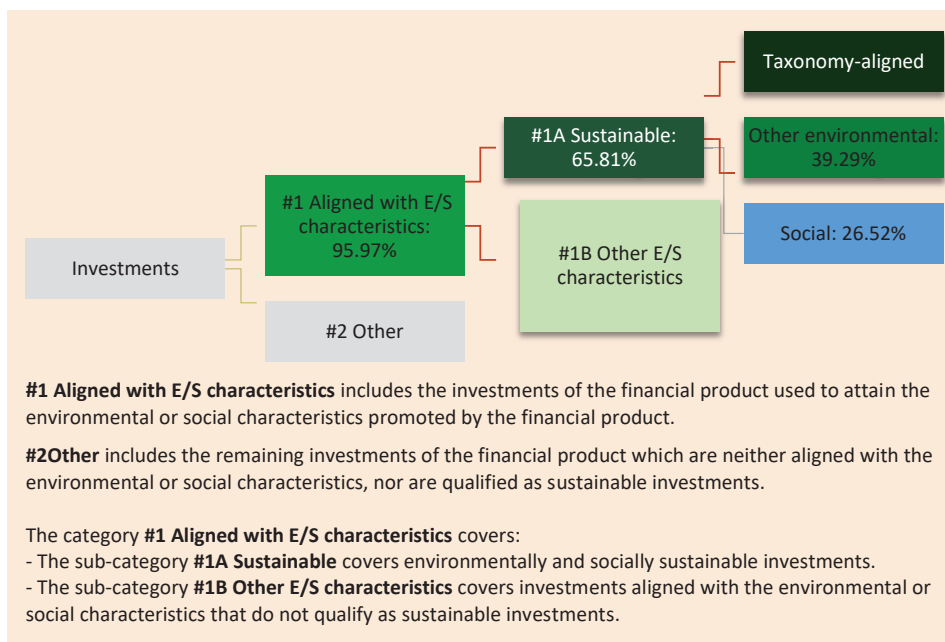 Taxonomy-aligned
#1A Sustainable:
65.81%
Other environmental:
39.29%
#1 Aligned with E/S
characteristics:
95.97%
Social: 26.52%
#1B Other E/S
characteristics
Investments
#2 Other
#1 Aligned with E/S characteristics includes the investments of the financial product used to attain the
environmental or social characteristics promoted by the financial product.
#2Other includes the remaining investments of the financial product which are neither aligned with the
environmental or social characteristics, nor are qualified as sustainable investments.
The category #1 Aligned with E/S characteristics covers:
- The sub-category #1A Sustainable covers environmentally and socially sustainable investments.
- The sub-category #1B Other E/S characteristics covers investments aligned with the environmental or
social characteristics that do not qualify as sustainable investments.